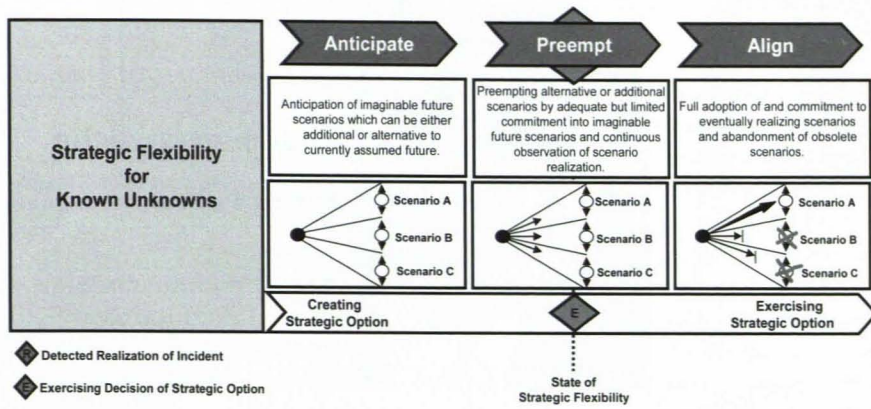 Anticipate
Preempt
Align
Strategic Flexibility
for
Known Unknowns
Anticipation of imaginable future
scenarios which can be either
additional or alternative to
currently assumed future.
Preempting alternative or additional
scenarios by adequate but limited
commitment into imaginable
future scenarios and continuous
observation of scenario
realization.
Full adoption of and commitment to
eventually realizing scenarios
and abandonment of obsolete
scenarios.
Scenario A
Scenario B
Scenario C
Scenario A
Scenario B
Scenario C
Scenario A
Scenario B
Scenario C
Creating
Strategic Option
E
Exercising
Strategic Option
R Detected Realization of Incident
E Exercising Decision of Strategic Option
State of
Strategic Flexibility